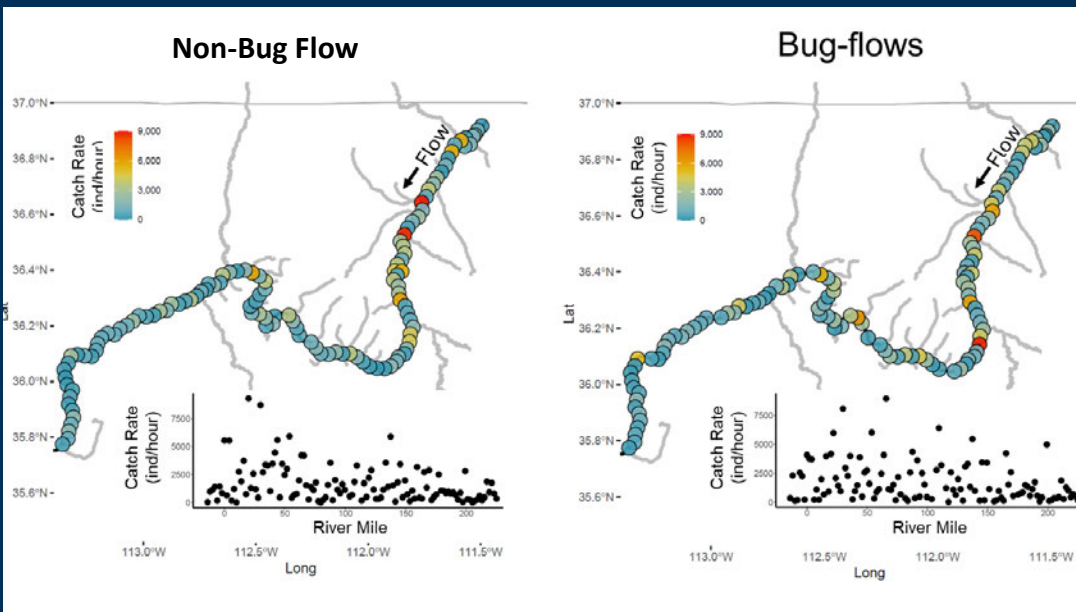 Non-Bug Flow
37.0°N
36.8°N
36.6°N
36.4°N
36.2°N
36.0°N
35.8°N
35.6°N
Lat
Catch Rate
(ind/hour)
9,000
6,000
3,000
0
Flow
Catch Rate
(ind/hour)
7500
5000
2500
0
0 50 100 150 200
River Mile
113.0°W 112.5°W 112.0°W 111.5°W
Long
Bug-flows
37.0°N
36.8°N
36.6°N
36.4°N
36.2°N
36.0°N
35.8°N
35.6°N
Lat
Catch Rate
(ind/hour)
9,000
6,000
3,000
0
Flow
Catch Rate
(ind/hour)
7500
5000
2500
0
0 50 100 150 200
River Mile
113.0°W 112.5°W 112.0°W 111.5°W
Long